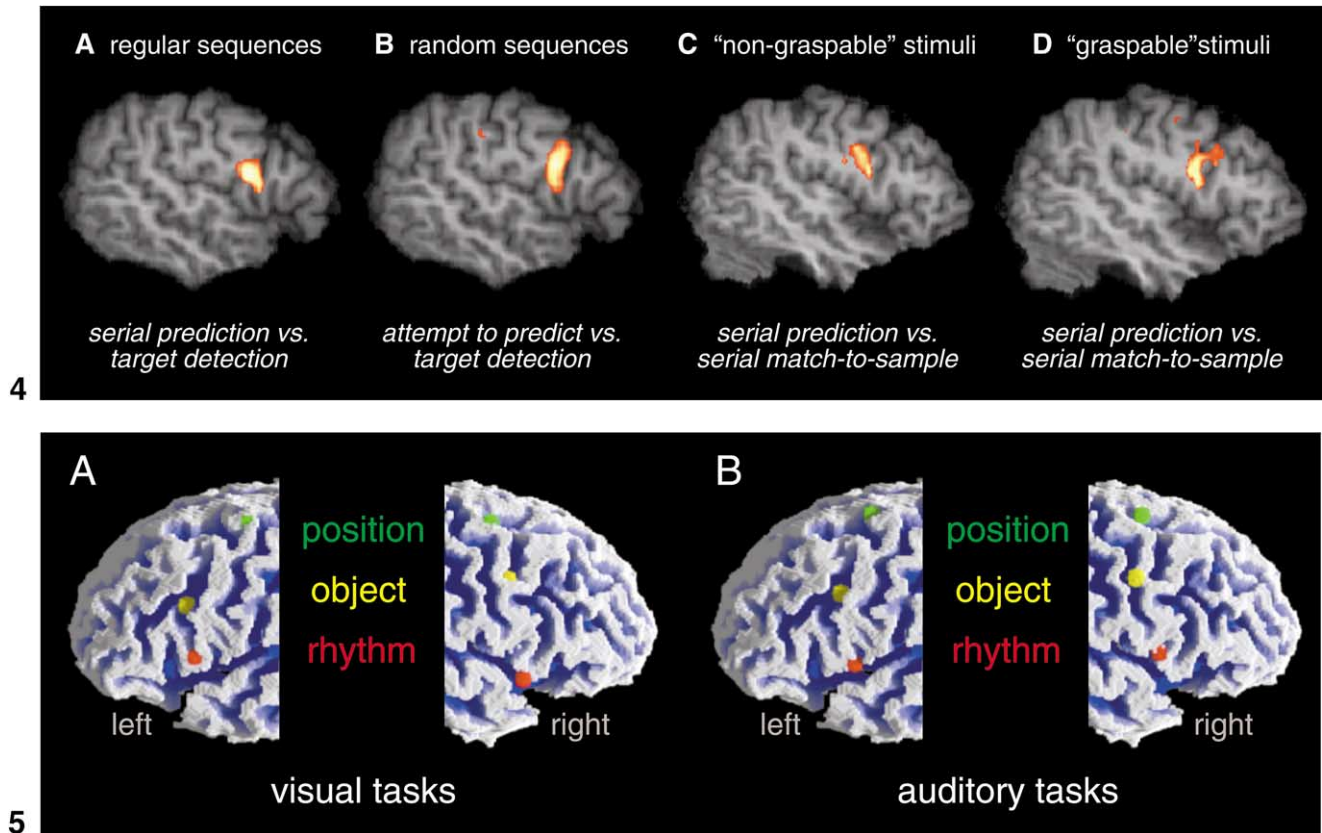 A regular sequences
B random sequences
C “non-graspable” stimuli
D “graspable”stimuli
serial prediction vs.
target detection
attempt to predict vs.
target detection
serial prediction vs.
serial match-to-sample
serial prediction vs.
serial match-to-sample
4
A
position
object
rhythm
left
right
visual tasks
B
position
object
rhythm
left
right
auditory tasks
5